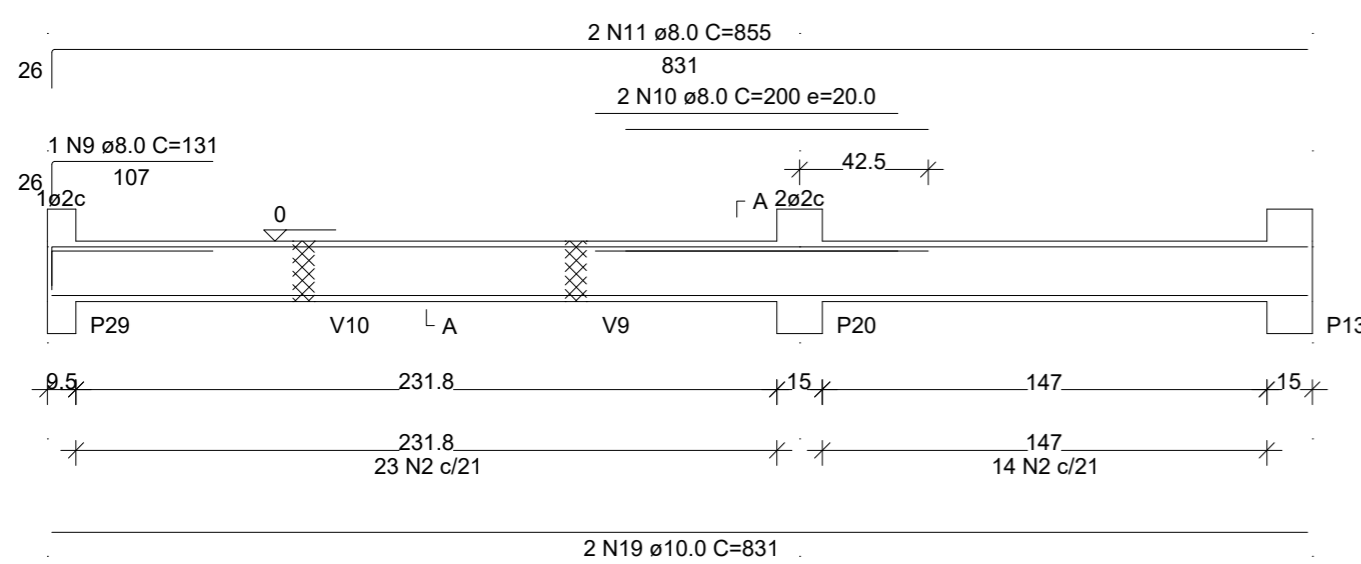 2 N11 ø8.0 C=855
26
831
2 N10 ø8.0 C=200 e=20.0
1 N9 ø8.0 C=131
26
107
42.5
1ø2c
A
2ø2c
0
P29
V10
A
V9
P20
P13
9.5
231.8
15
147
15
231.8
147
23 N2 c/21
14 N2 c/21
2 N19 ø10.0 C=831